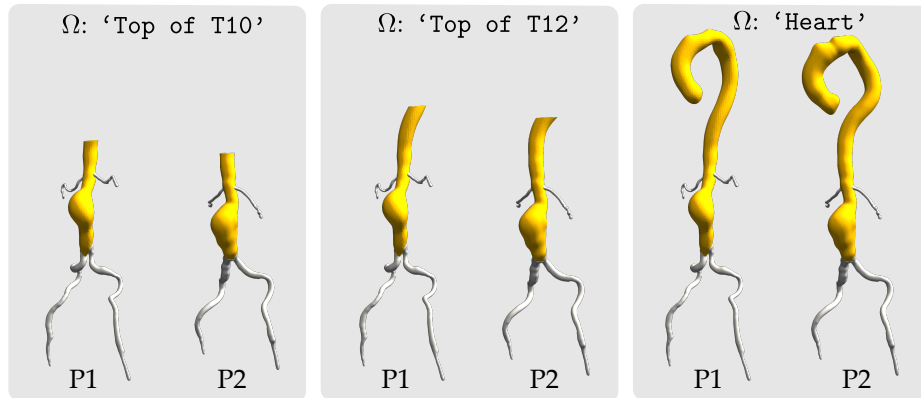 Ω: ‘Top of T10’
P1 P2
Ω: ‘Top of T12’
P1 P2
Ω: ‘Heart’
P1 P2